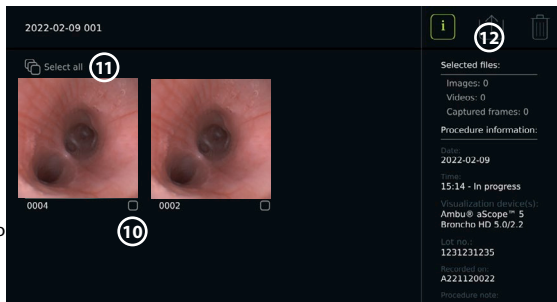 2022-02-09 001
i
12
Select all
11
0004
0002
10
o
Selected files:
Images: 0
Videos: 0
Captured frames: 0
Procedure information:
Date:
2022-02-09
Time:
15:14 - In progress
Visualization device(s):
Ambu® aScope™ 5
Broncho HD 5.0/2.2
Lot no.:
1231231235
Recorded on:
A221120022
Procedure note: